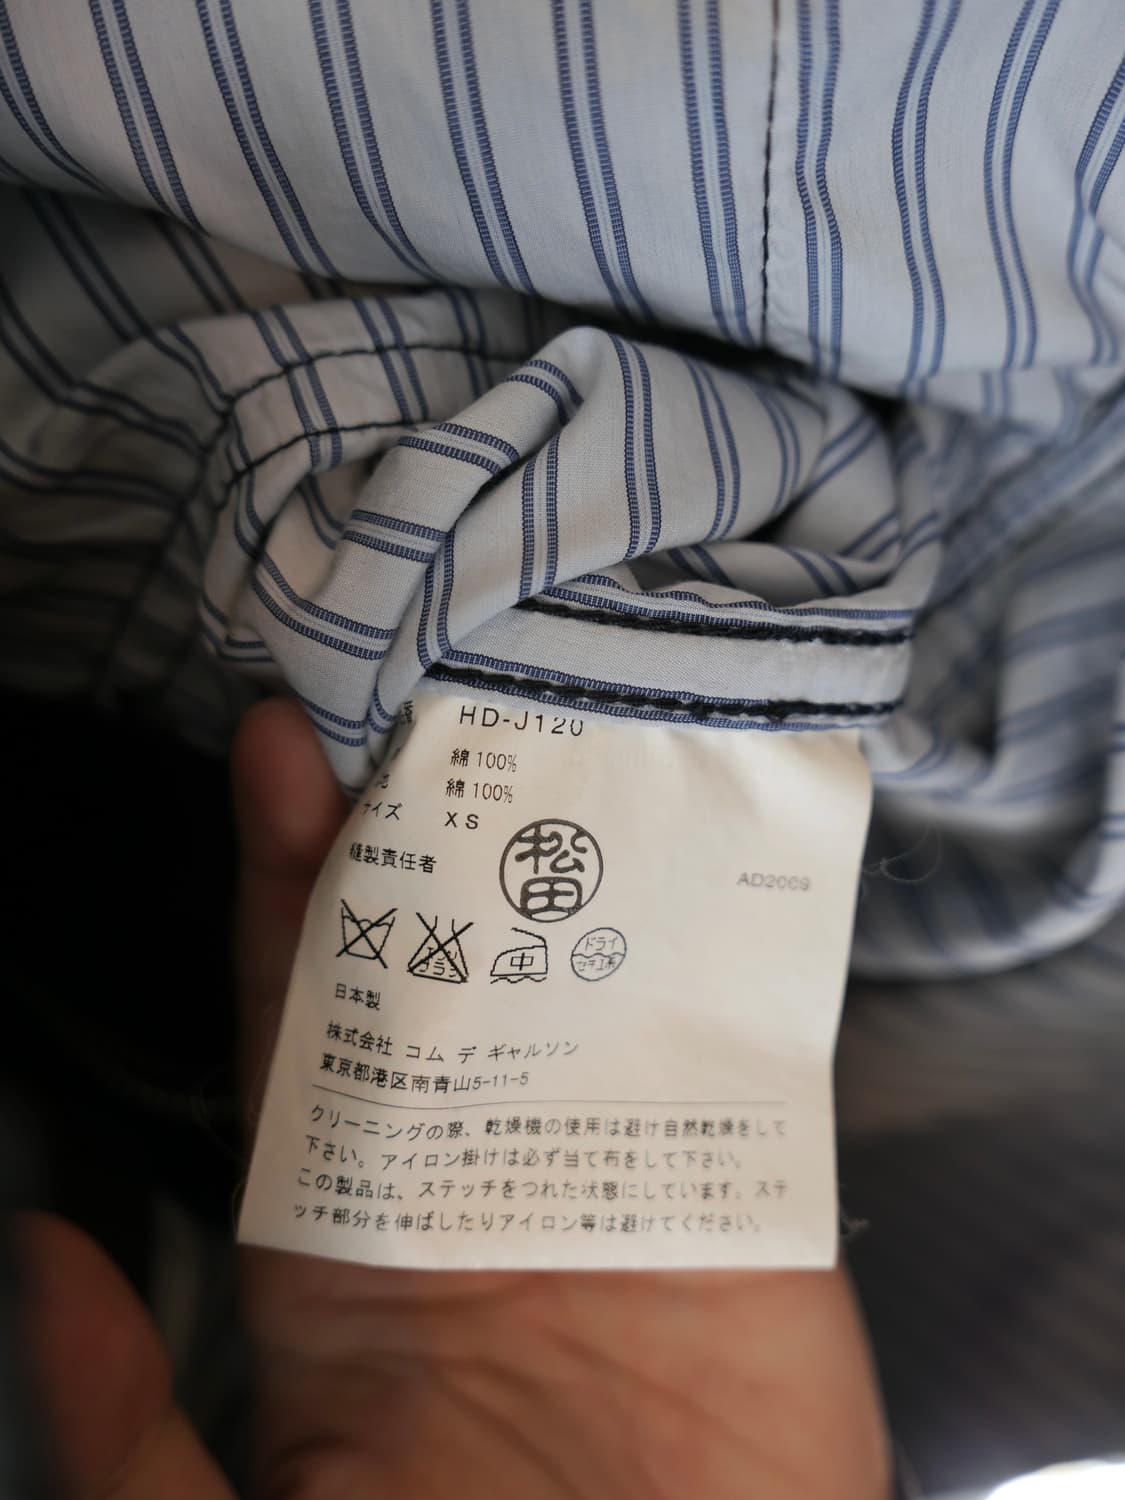 HD-J120
綿 100%
綿 100%
サイズ XS
縫製責任者
松田
AD2009
中
ドライ
セキユ系
日本製
株式会社 コム デ ギャルソン
東京都港区南青山5-11-5
クリーニングの際、乾燥機の使用は避け自然乾燥をして
下さい。アイロン掛けは必ず当て布をして下さい。
この製品は、ステッチをつれた状態にしています。ステ
ッチ部分を伸ばしたりアイロン等は避けてください。